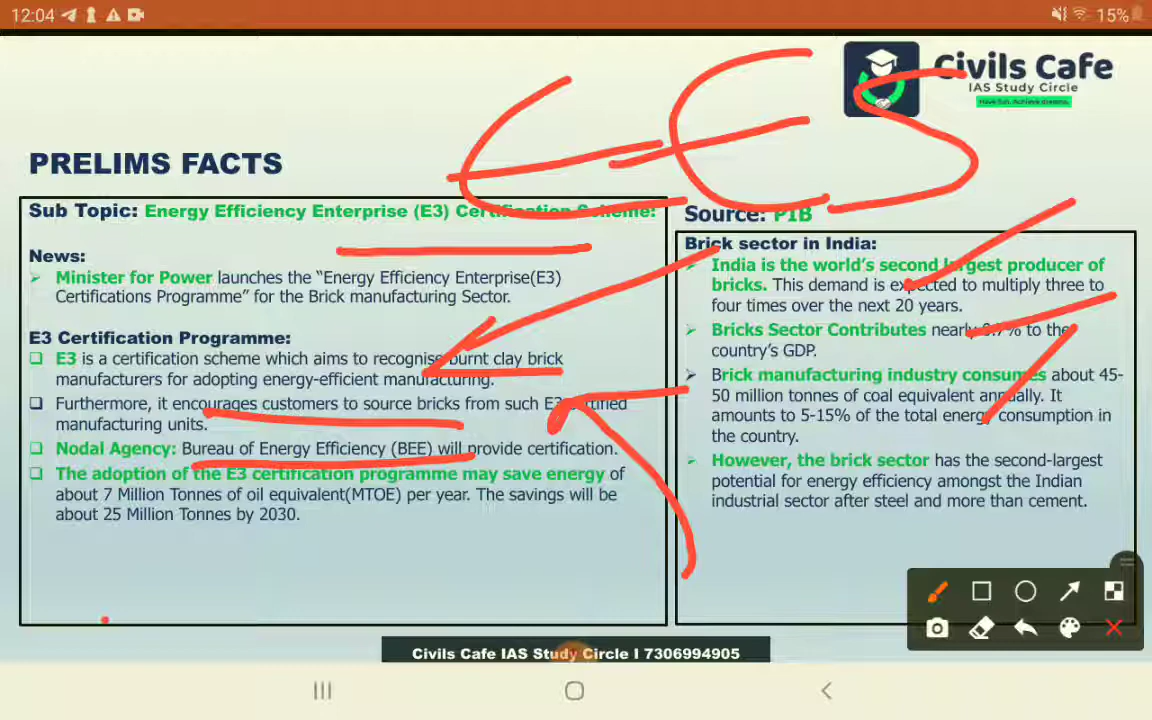 12:04
15%
Civils Cafe
IAS Study Circle
Have fun. Achieve dreams.
PRELIMS FACTS
Sub Topic: Energy Efficiency Enterprise (E3) Certification Scheme:
News:
Minister for Power launches the “Energy Efficiency Enterprise(E3)
Certifications Programme” for the Brick manufacturing Sector.
E3 Certification Programme:
E3 is a certification scheme which aims to recognise burnt clay brick
manufacturers for adopting energy-efficient manufacturing.
Furthermore, it encourages customers to source bricks from such E3 certified
manufacturing units.
Nodal Agency: Bureau of Energy Efficiency (BEE) will provide certification.
The adoption of the E3 certification programme may save energy of
about 7 Million Tonnes of oil equivalent(MTOE) per year. The savings will be
about 25 Million Tonnes by 2030.
Source: PIB
Brick sector in India:
India is the world’s second largest producer of
bricks. This demand is expected to multiply three to
four times over the next 20 years.
Bricks Sector Contributes nearly 0.7% to the
country’s GDP.
Brick manufacturing industry consumes about 45-
50 million tonnes of coal equivalent annually. It
amounts to 5-15% of the total energy consumption in
the country.
However, the brick sector has the second-largest
potential for energy efficiency amongst the Indian
industrial sector after steel and more than cement.
Civils Cafe IAS Study Circle I 7306994905